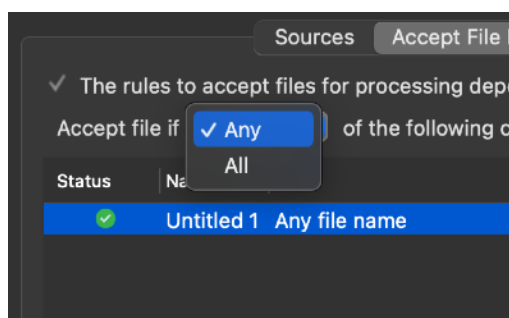 Sources Accept File
The rules to accept files for processing
Accept file if Any of the following
All
Status
Untitled 1 Any file name